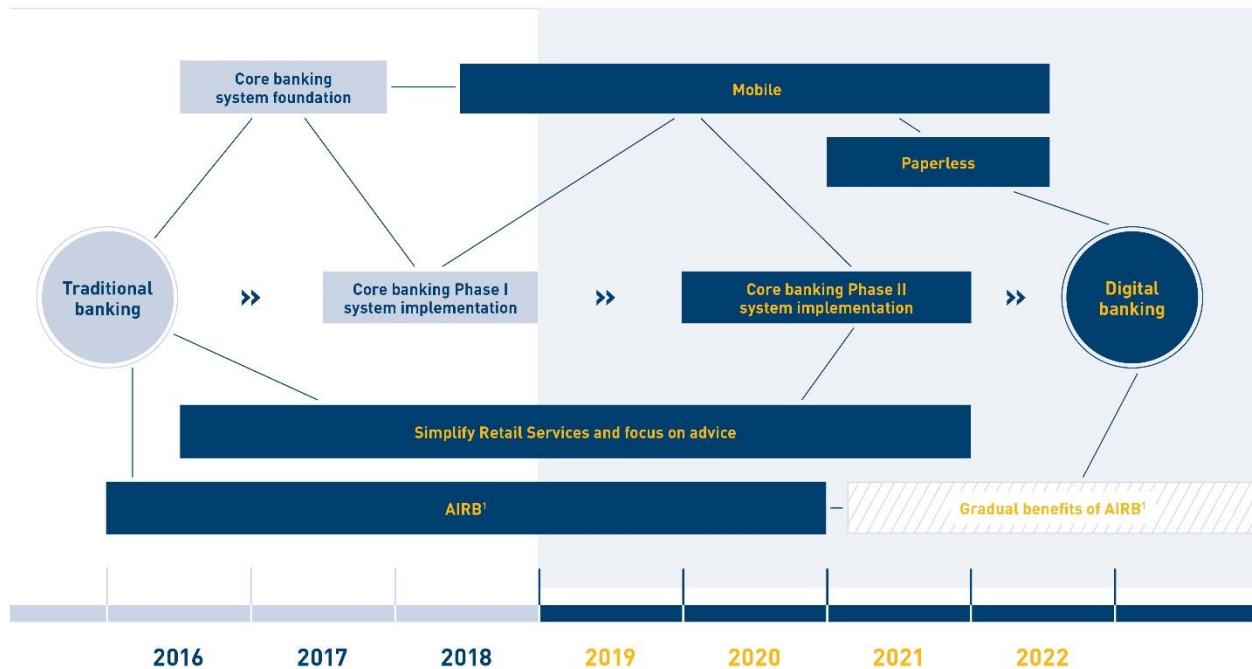 Core banking
system foundation
Mobile
Paperless
Traditional
banking
»
Core banking Phase I
system implementation
»
Core banking Phase II
system implementation
»
Digital
banking
Simplify Retail Services and focus on advice
AIRB¹
Gradual benefits of AIRB¹
2016 2017 2018 2019 2020 2021 2022